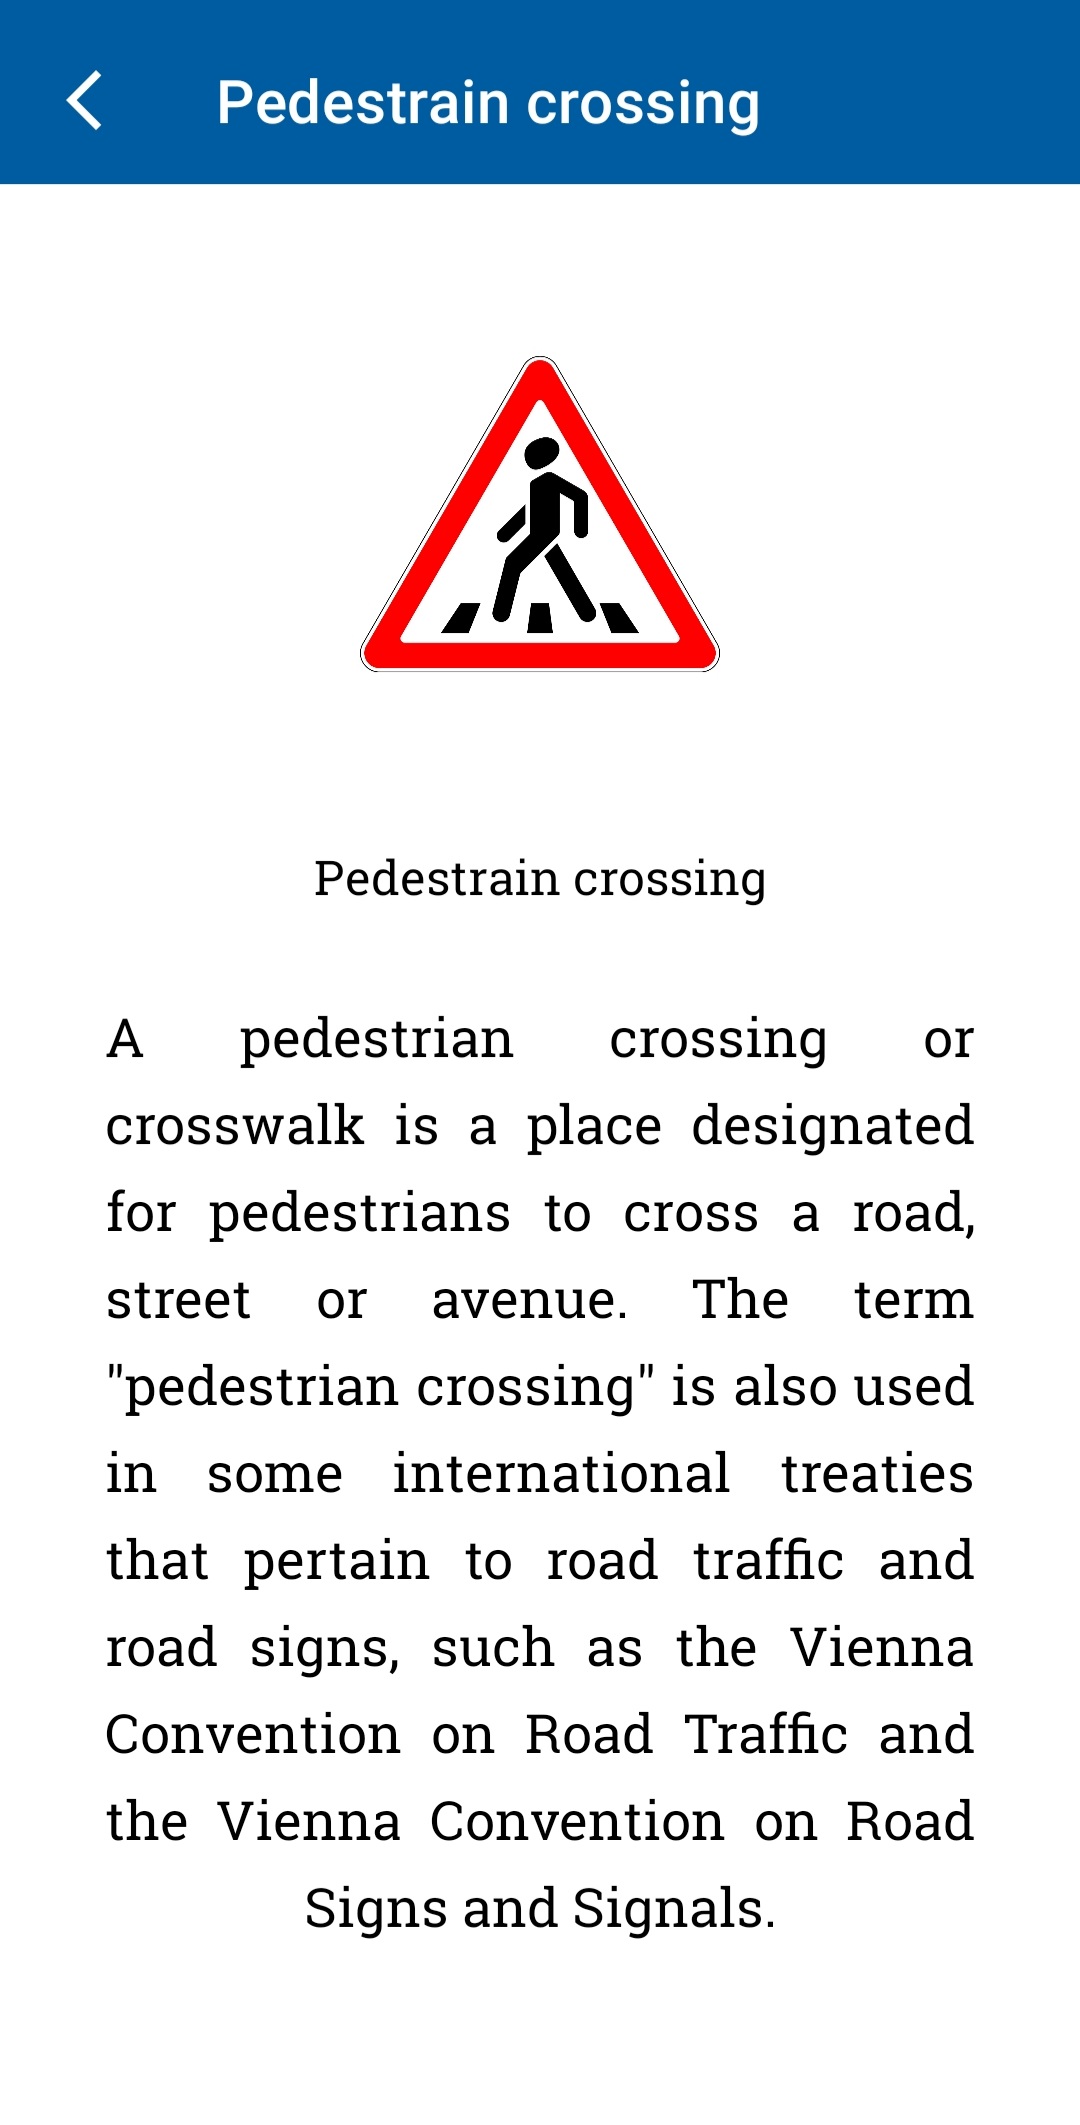 Pedestrain crossing
Pedestrain crossing
A pedestrian crossing or
crosswalk is a place designated
for pedestrians to cross a road,
street or avenue. The term
"pedestrian crossing" is also used
in some international treaties
that pertain to road traffic and
road signs, such as the Vienna
Convention on Road Traffic and
the Vienna Convention on Road
Signs and Signals.